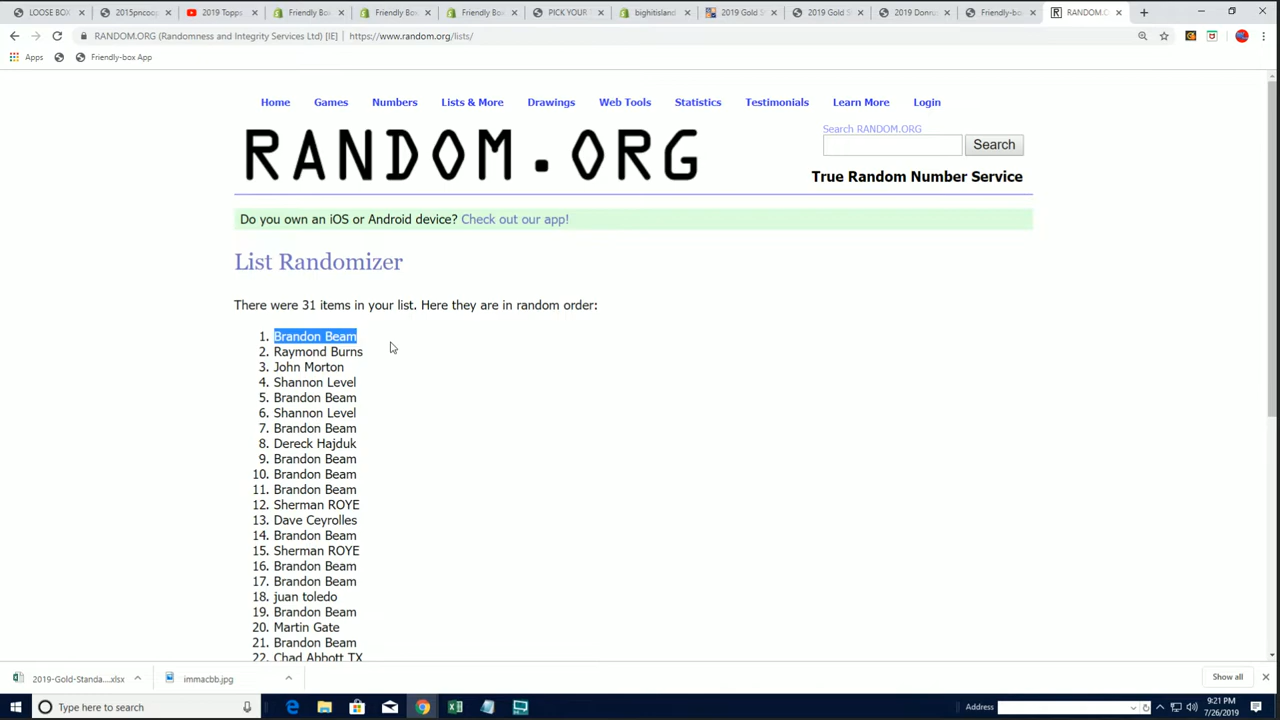 LOOSE BOX
2015pncoop
2019 Topps
Friendly Box
Friendly Box
Friendly Box
PICK YOUR
bighitisland
2019 Gold S
2019 Gold S
2019 Donru
Friendly-bo
RANDOM.O
RANDOM.ORG (Randomness and Integrity Services Ltd) [IE] | https://www.random.org/lists/
Apps
Friendly-box App
Home Games Numbers Lists & More Drawings Web Tools Statistics Testimonials Learn More Login
RANDOM.ORG
Search RANDOM.ORG
Search
True Random Number Service
Do you own an iOS or Android device? Check out our app!
List Randomizer
There were 31 items in your list. Here they are in random order:
1. Brandon Beam
2. Raymond Burns
3. John Morton
4. Shannon Level
5. Brandon Beam
6. Shannon Level
7. Brandon Beam
8. Dereck Hajduk
9. Brandon Beam
10. Brandon Beam
11. Brandon Beam
12. Sherman ROYE
13. Dave Ceyrolles
14. Brandon Beam
15. Sherman ROYE
16. Brandon Beam
17. Brandon Beam
18. juan toledo
19. Brandon Beam
20. Martin Gate
21. Brandon Beam
22. Chad Abbott TX
2019-Gold-Standa....xlsx
immacbb.jpg
Show all
Type here to search
Address
9:21 PM
7/26/2019